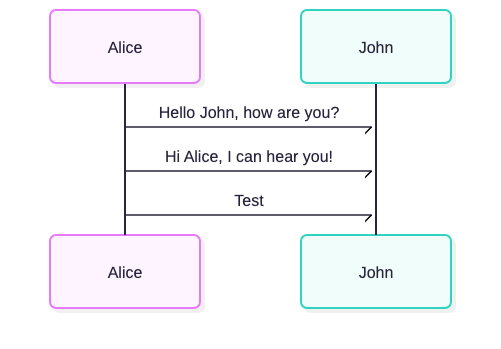 Alice
John
Hello John, how are you?
Hi Alice, I can hear you!
Test
Alice
John